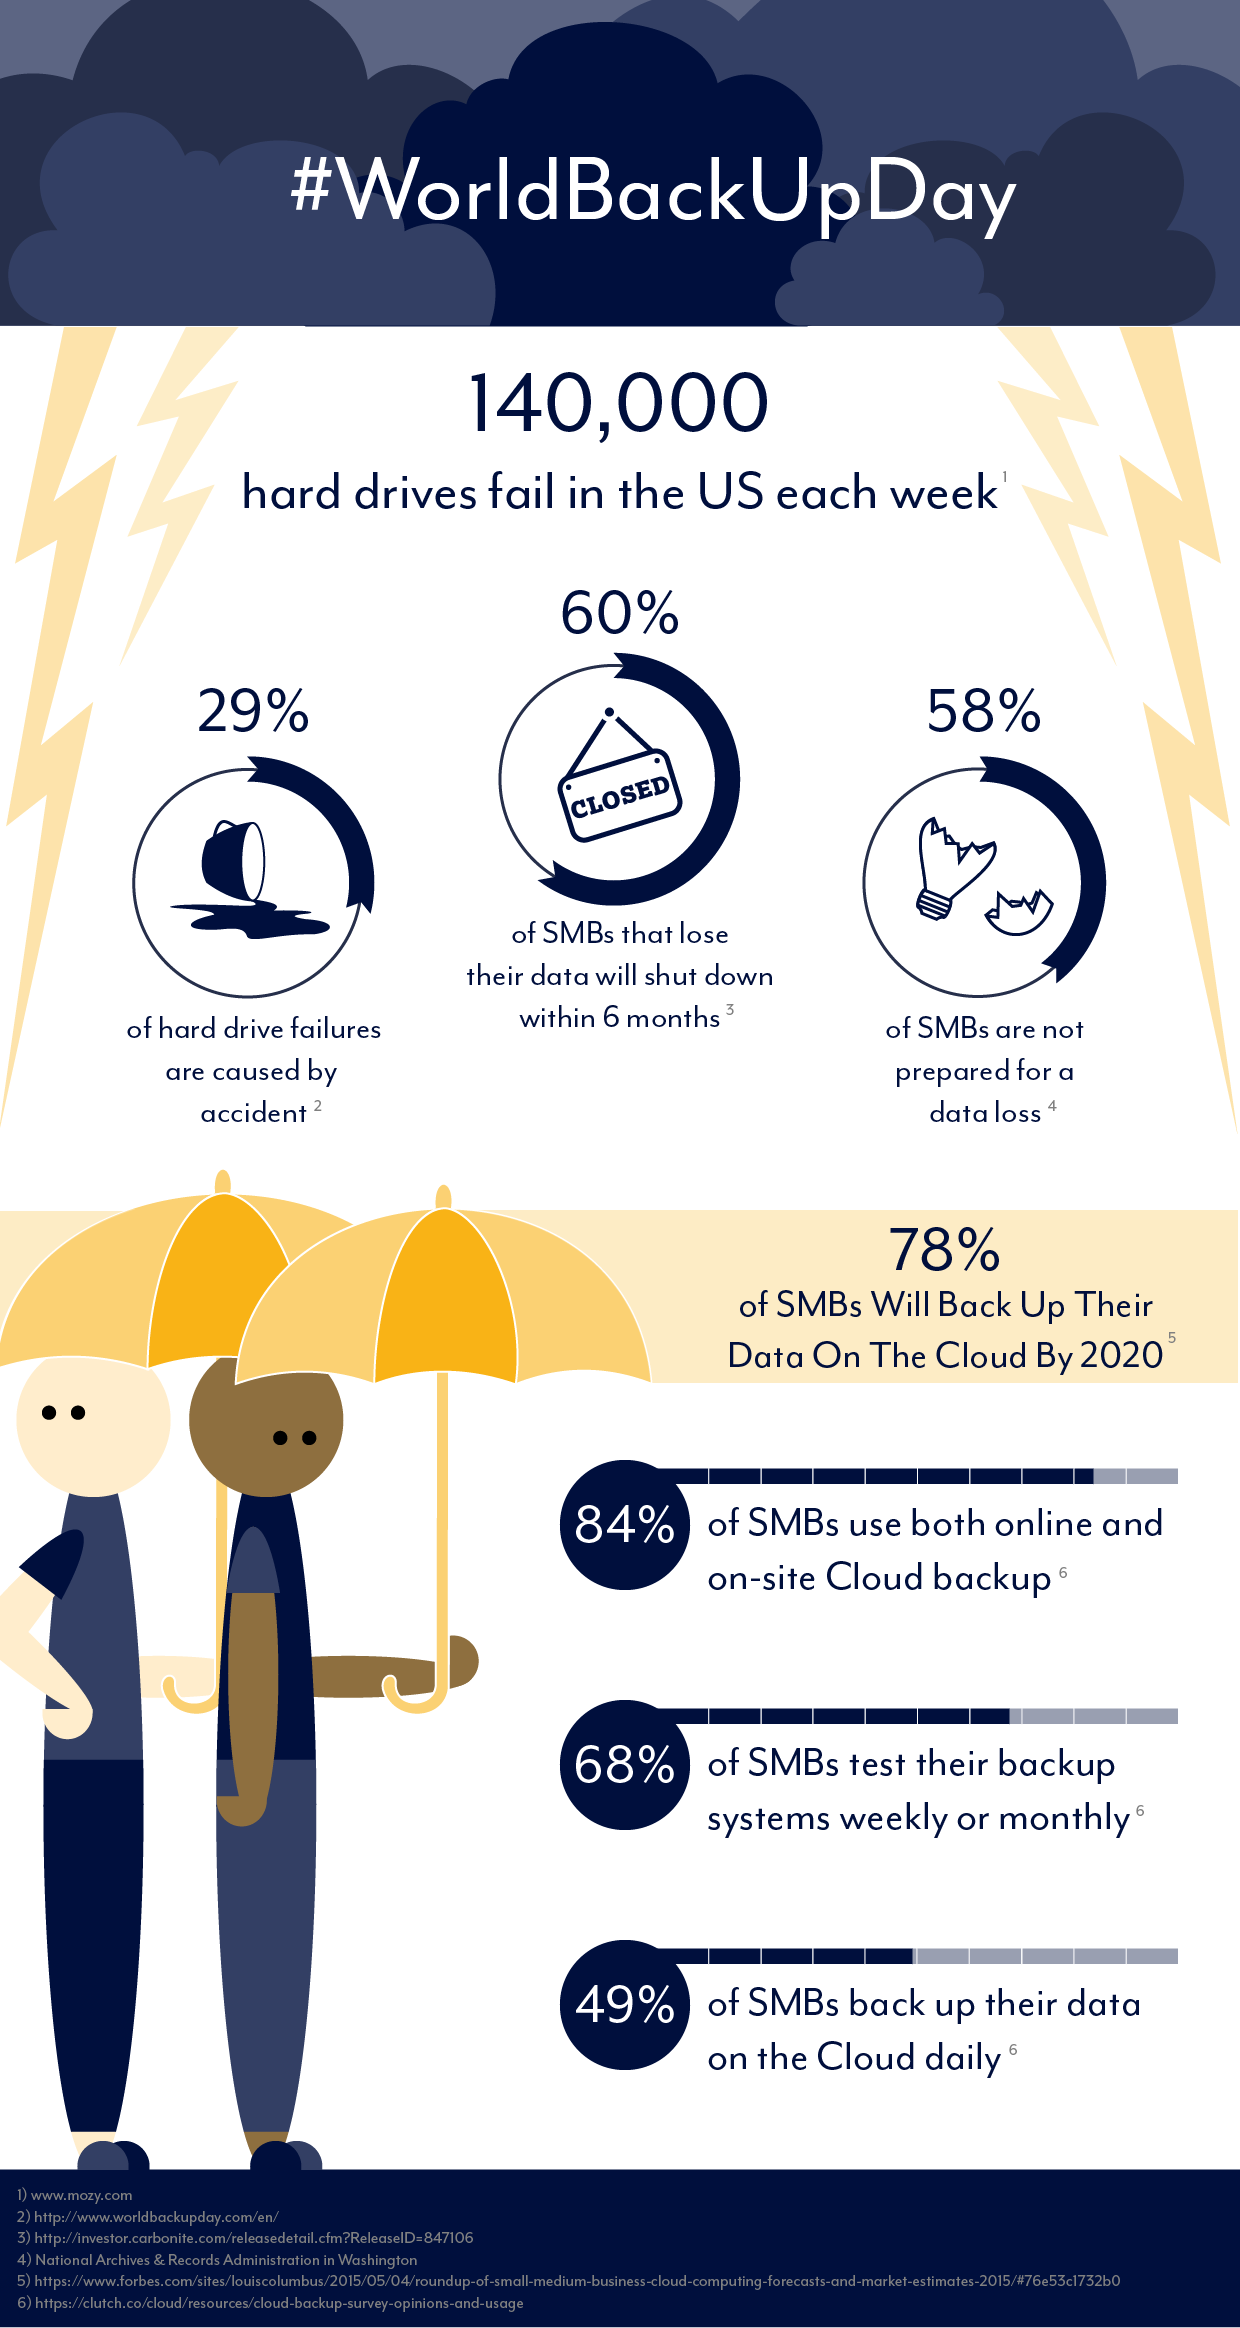 #WorldBackUpDay
140,000
hard drives fail in the US each week 1
60%
CLOSED
of SMBs that lose
their data will shut down
within 6 months 3
29%
of hard drive failures
are caused by
accident 2
58%
of SMBs are not
prepared for a
data loss 4
78%
of SMBs Will Back Up Their
Data On The Cloud By 2020 5
84%
of SMBs use both online and
on-site Cloud backup 6
68%
of SMBs test their backup
systems weekly or monthly 6
49%
of SMBs back up their data
on the Cloud daily 6
1) www.mozy.com
2) http://www.worldbackupday.com/en/
3) http://investor.carbonite.com/releasedetail.cfm?ReleaseID=847106
4) National Archives & Records Administration in Washington
5) https://www.forbes.com/sites/louiscolumbus/2015/05/04/roundup-of-small-medium-business-cloud-computing-forecasts-and-market-estimates-2015/#76e53c1732b0
6) https://clutch.co/cloud/resources/cloud-backup-survey-opinions-and-usage